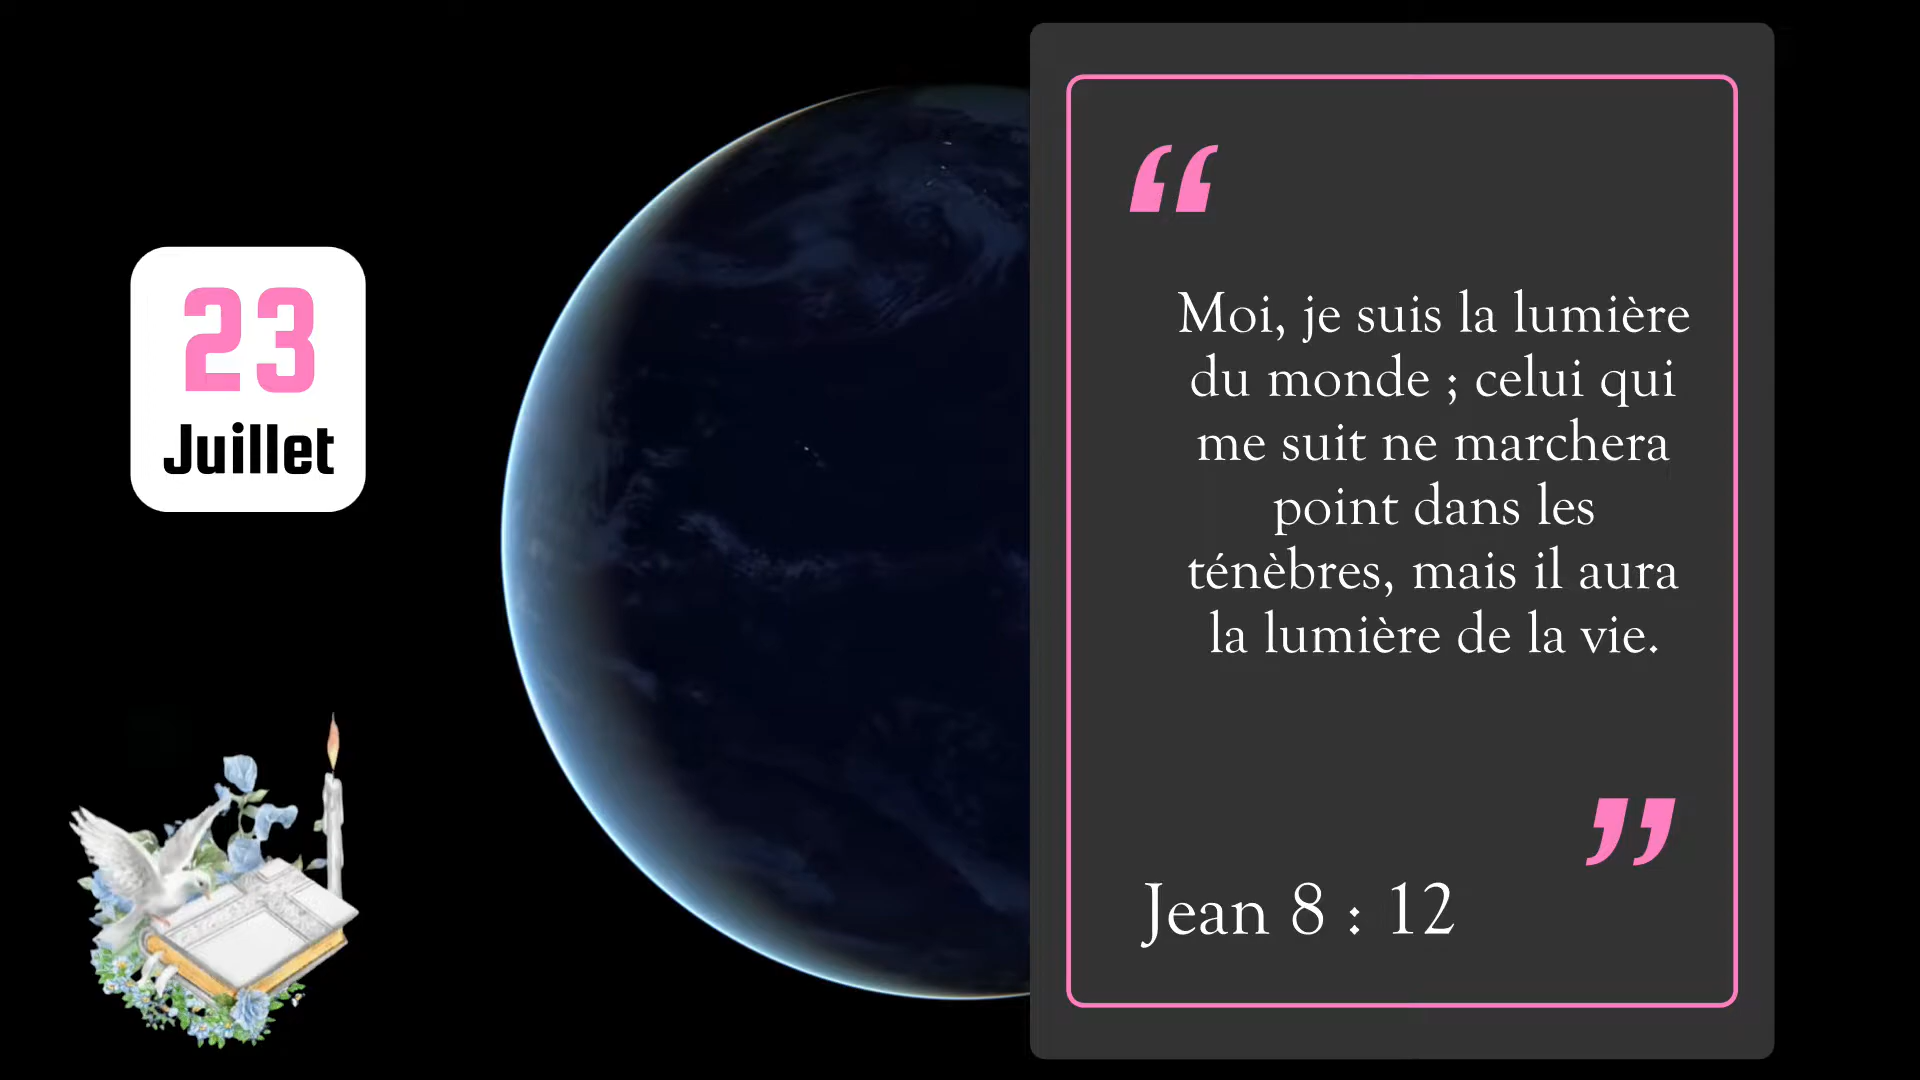 23
Juillet
“
Moi, je suis la lumière
du monde ; celui qui
me suit ne marchera
point dans les
ténèbres, mais il aura
la lumière de la vie.
”
Jean 8 : 12